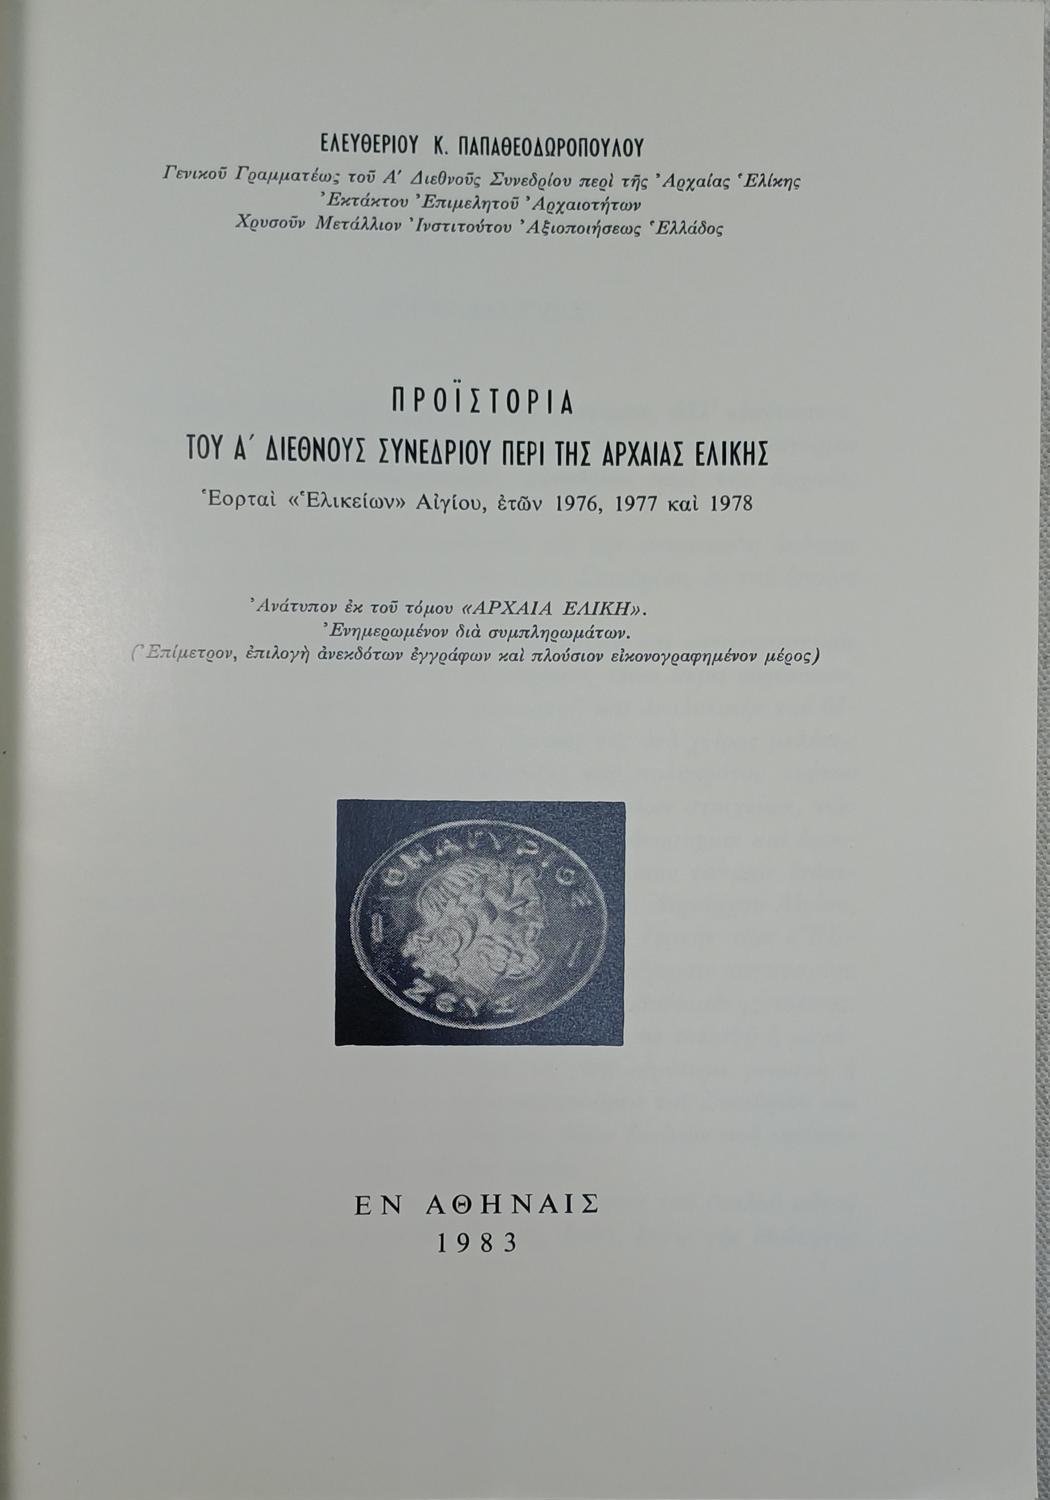 ΕΛΕΥΘΕΡΙΟΥ Κ. ΠΑΠΑΘΕΟΔΩΡΟΠΟΥΛΟΥ
Γενικοῦ Γραμματέως τοῦ Α' Διεθνοῦς Συνεδρίου περὶ τῆς Ἀρχαίας Ἑλίκης
Ἐκτάκτου Ἐπιμελητοῦ Ἀρχαιοτήτων
Χρυσοῦν Μετάλλιον Ἰνστιτούτου Ἀξιοποιήσεως Ἑλλάδος
ΠΡΟΪΣΤΟΡΙΑ
ΤΟΥ Α' ΔΙΕΘΝΟΥΣ ΣΥΝΕΔΡΙΟΥ ΠΕΡΙ ΤΗΣ ΑΡΧΑΙΑΣ ΕΛΙΚΗΣ
Ἑορταὶ «Ἑλικείων» Αἰγίου, ἐτῶν 1976, 1977 καὶ 1978
Ἀνάτυπον ἐκ τοῦ τόμου «ΑΡΧΑΙΑ ΕΛΙΚΗ».
Ἐνημερωμένον διὰ συμπληρωμάτων.
(Ἐπίμετρον, ἐπιλογὴ ἀνεκδότων ἐγγράφων καὶ πλούσιον εἰκονογραφημένον μέρος)
ΟΜΑΓΥΡΙΟΣ
ΖΕΥΣ
ΕΝ ΑΘΗΝΑΙΣ
1983